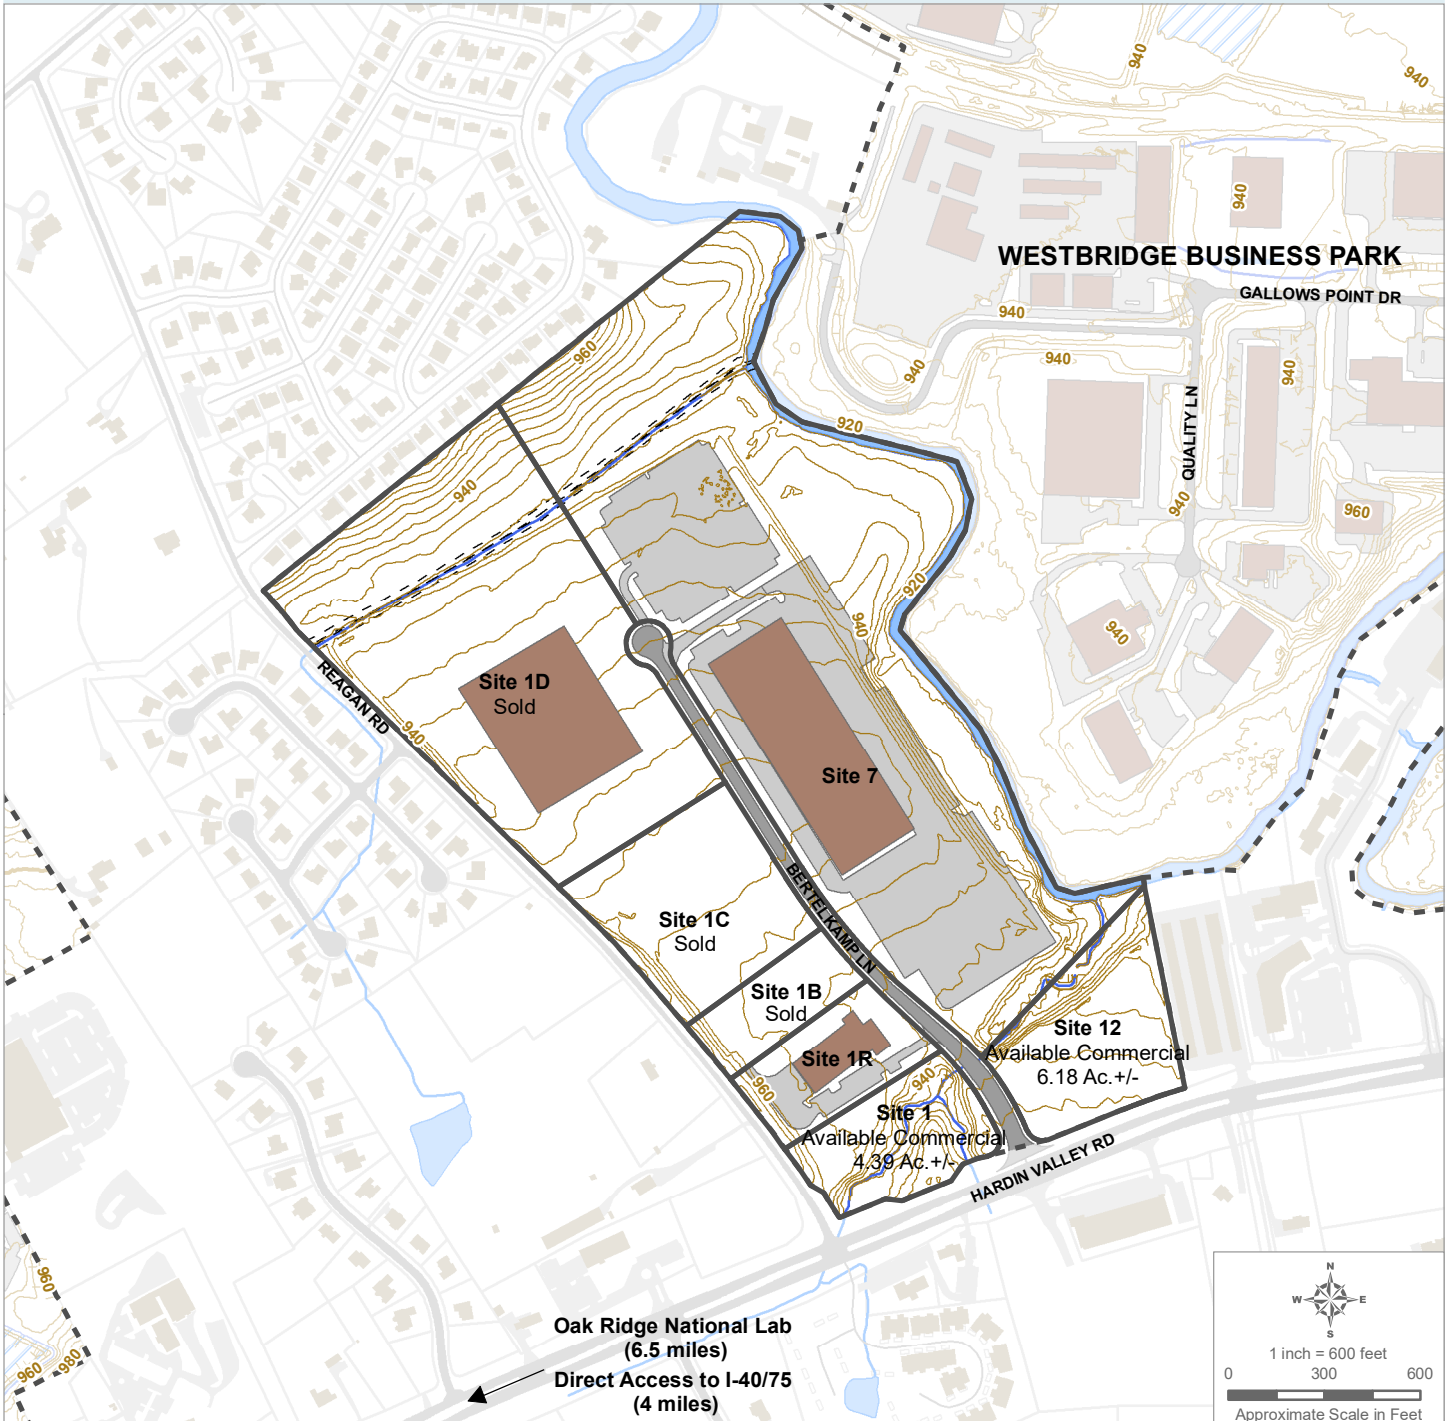 940
940
940
WESTBRIDGE BUSINESS PARK
GALLOWS POINT DR
940
960
940
940
940
920
QUALITY LN
940
940
960
920
940
940
REAGAN RD
940
Site 1D
Sold
Site 7
BERTELKAMP LN
Site 1C
Sold
Site 1B
Sold
Site 12
Available Commercial
6.18 Ac.+/-
Site 1R
960
940
Site 1
Available Commercial
4.39 Ac.+/-
HARDIN VALLEY RD
960
960
980
Oak Ridge National Lab
(6.5 miles)
Direct Access to I-40/75
(4 miles)
N
W E
S
1 inch = 600 feet
0 300 600
Approximate Scale in Feet